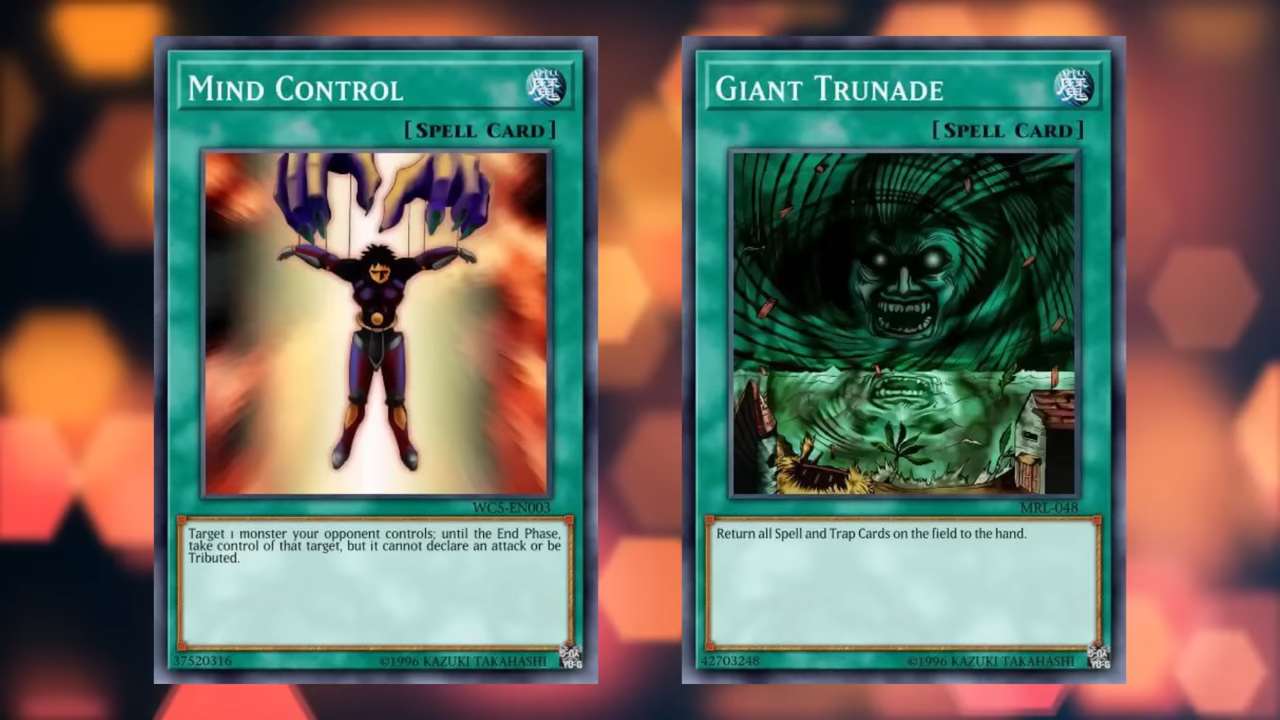 MIND CONTROL
魔
[SPELL CARD]
WC5-EN003
Target 1 monster your opponent controls; until the End Phase,
take control of that target, but it cannot declare an attack or be
Tributed.
37520316
©1996 KAZUKI TAKAHASHI
GIANT TRUNADE
魔
[SPELL CARD]
MRL-048
Return all Spell and Trap Cards on the field to the hand.
42703248
©1996 KAZUKI TAKAHASHI